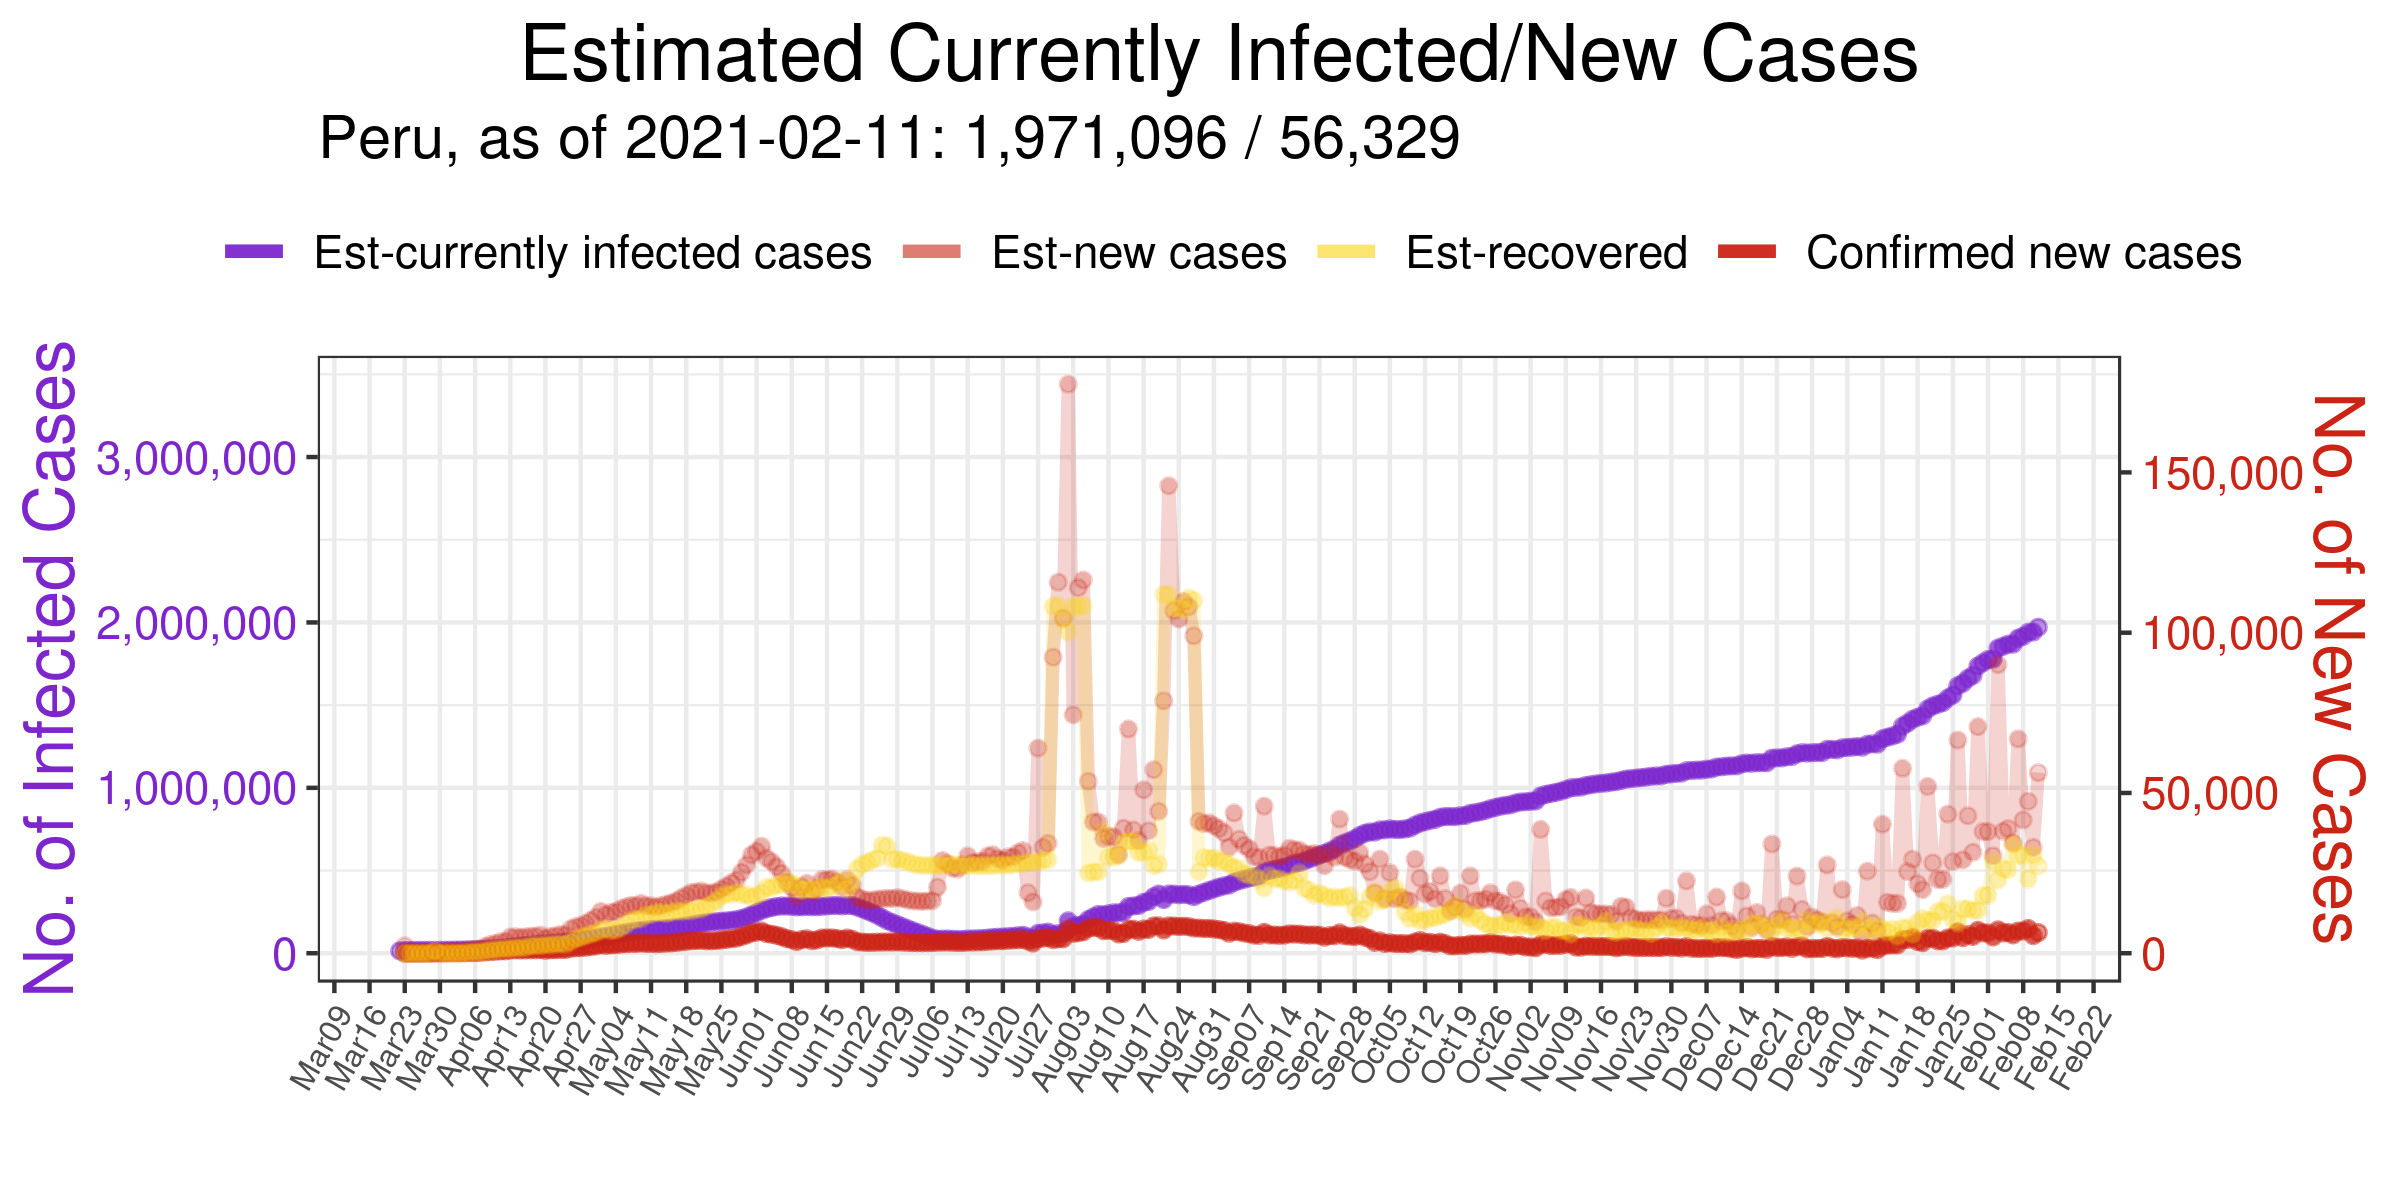 Estimated Currently Infected/New Cases
Peru, as of 2021-02-11: 1,971,096 / 56,329
Est-currently infected cases Est-new cases Est-recovered Confirmed new cases
No. of Infected Cases
3,000,000
2,000,000
1,000,000
0
150,000
100,000
50,000
0
No. of New Cases
Mar09 Mar16 Mar23 Mar30 Apr06 Apr13 Apr20 Apr27 May04 May11 May18 May25 Jun01 Jun08 Jun15 Jun22 Jun29 Jul06 Jul13 Jul20 Jul27 Aug03 Aug10 Aug17 Aug24 Aug31 Sep07 Sep14 Sep21 Sep28 Oct05 Oct12 Oct19 Oct26 Nov02 Nov09 Nov16 Nov23 Nov30 Dec07 Dec14 Dec21 Dec28 Jan04 Jan11 Jan18 Jan25 Feb01 Feb08 Feb15 Feb22